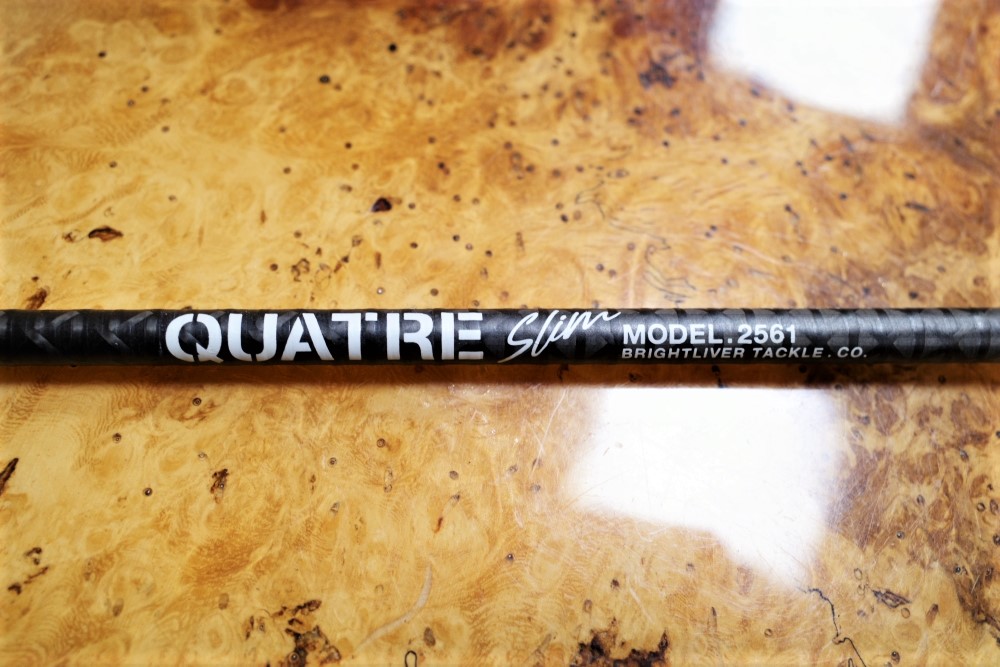 QUATRE Slim MODEL.2561
BRIGHTLIVER TACKLE.CO.